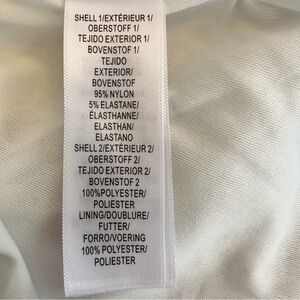 SHELL 1/EXTÉRIEUR 1/
OBERSTOFF 1/
TEJIDO EXTERIOR 1/
BOVENSTOF 1/
TEJIDO
EXTERIOR/
BOVENSTOF
95% NYLON
5% ELASTANE/
ÉLASTHANNE/
ELASTHAN/
ELASTANO
SHELL 2/EXTÉRIEUR 2/
OBERSTOFF 2/
TEJIDO EXTERIOR 2/
BOVENSTOF 2
100%POLYESTER/
POLIESTER
LINING/DOUBLURE/
FUTTER/
FORRO/VOERING
100% POLYESTER/
POLIESTER